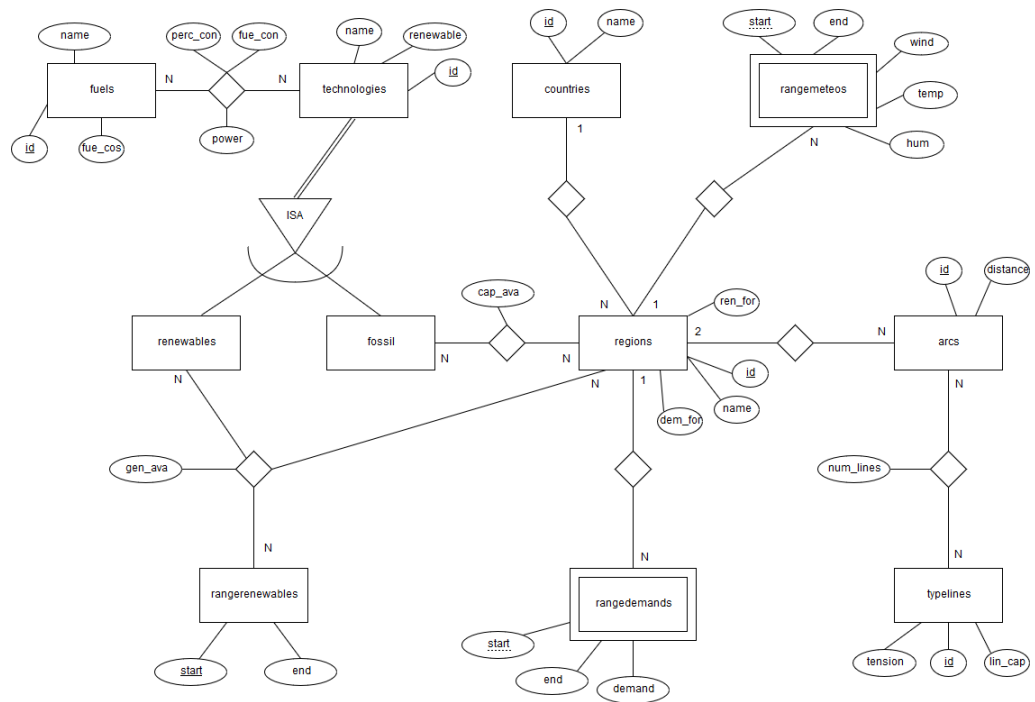 name
perc_con
fue_con
name
renewable
id
name
start
end
wind
fuels
N
N
technologies
id
countries
rangemeteos
temp
id
fue_cos
power
1
N
hum
ISA
id
distance
cap_ava
ren_for
N
1
2
N
renewables
fossil
regions
arcs
N
N
N
N
1
id
name
dem_for
N
gen_ava
num_lines
N
N
N
rangerenewables
rangedemands
typelines
start
start
end
end
demand
tension
id
lin_cap